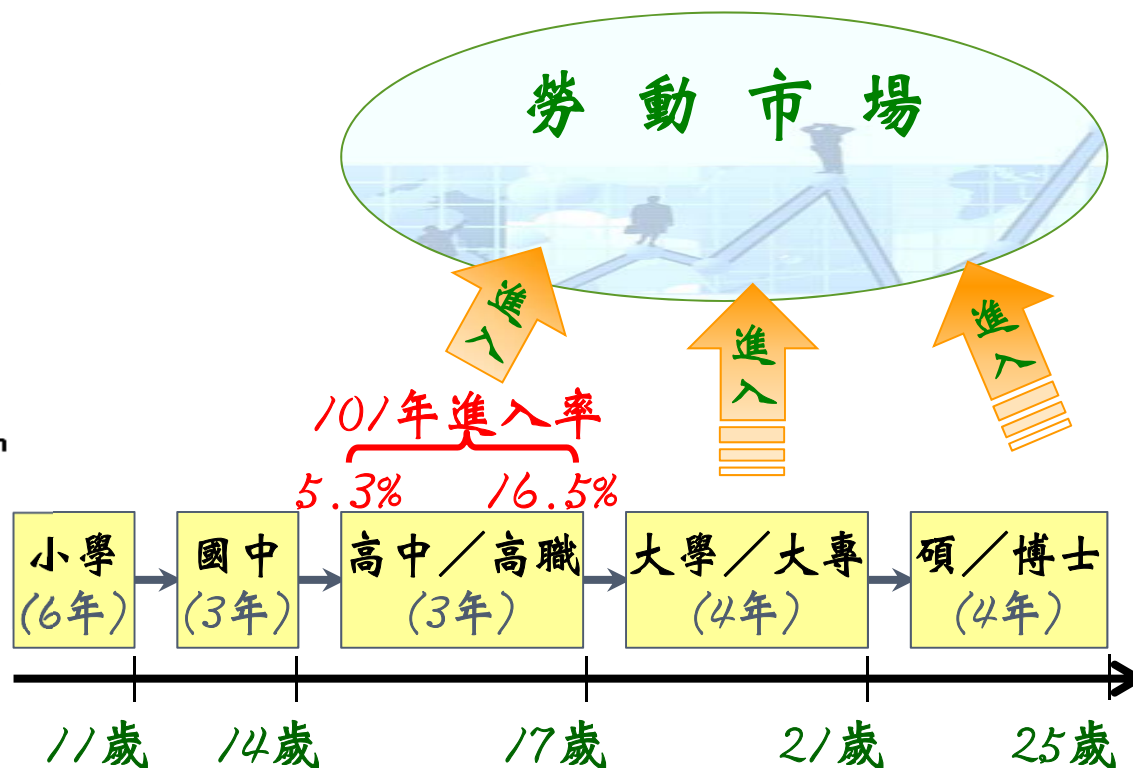 勞動市場
進入
進入
進入
101年進入率
5.3% 16.5%
小學 國中 高中／高職 大學／大專 碩／博士
(6年) (3年) (3年) (4年) (4年)
11歲 14歲 17歲 21歲 25歲